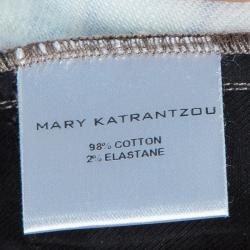 MARY KATRANTZOU
98% COTTON
2% ELASTANE